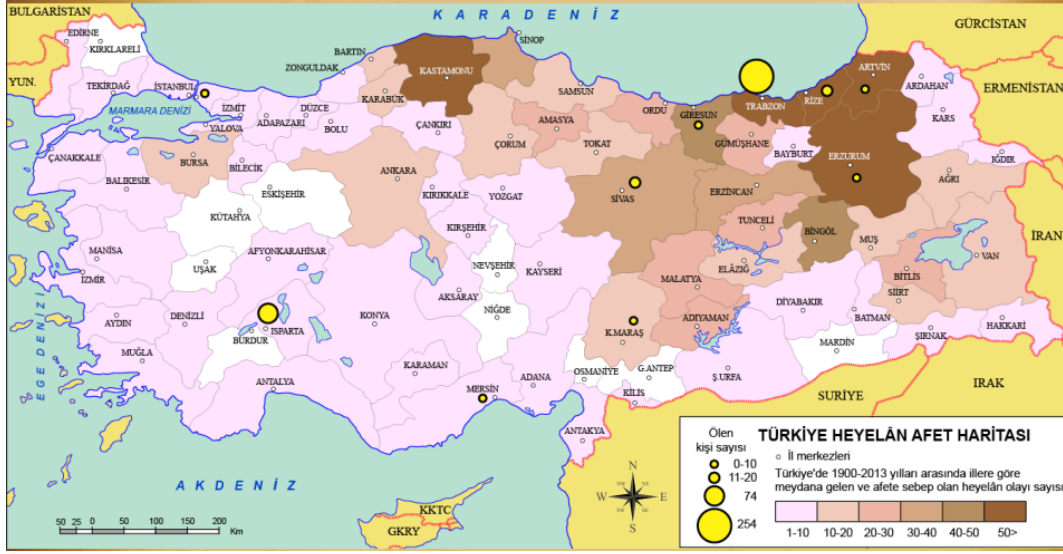 BULGARİSTAN
KARADENİZ
GÜRCİSTAN
EDİRNE
KIRKLARELİ
SİNOP
BARTIN
ZONGULDAK
KASTAMONU
ARTVİN
YUN.
TEKİRDAĞ
İSTANBUL
KARABÜK
SAMSUN
ORDU
TRABZON
RİZE
ARDAHAN
ERMENİSTAN
MARMARA DENİZİ
İZMİT
DÜZCE
YALOVA
ADAPAZARI
BOLU
ÇANKIRI
AMASYA
GİRESUN
KARS
ÇANAKKALE
BURSA
BİLECİK
ÇORUM
TOKAT
GÜMÜŞHANE
BAYBURT
ERZURUM
IĞDIR
BALIKESİR
ESKİŞEHİR
ANKARA
KIRIKKALE
YOZGAT
SİVAS
ERZİNCAN
AĞRI
KÜTAHYA
KIRŞEHİR
TUNCELİ
BİNGÖL
İRAN
MANİSA
UŞAK
AFYONKARAHİSAR
NEVŞEHİR
KAYSERİ
ELÂZIĞ
MUŞ
VAN
İZMİR
AKSARAY
MALATYA
BİTLİS
SİİRT
EGE DENİZİ
AYDIN
DENİZLİ
ISPARTA
BURDUR
KONYA
NİĞDE
K.MARAŞ
ADIYAMAN
DİYABAKIR
BATMAN
HAKKARİ
MUĞLA
ŞIRNAK
MARDİN
ANTALYA
KARAMAN
MERSİN
ADANA
OSMANİYE
G.ANTEP
Ş.URFA
KİLİS
ANTAKYA
SURİYE
IRAK
AKDENİZ
KKTC
GKRY
N
NW
NE
W
E
SW
SE
S
50 25 0 50 100 150 200
Km
Ölen
kişi sayısı
0-10
11-20
74
254
TÜRKİYE HEYELÂN AFET HARİTASI
İl merkezleri
Türkiye'de 1900-2013 yılları arasında illere göre
meydana gelen ve afete sebep olan heyelân olayı sayısı
1-10 10-20 20-30 30-40 40-50 50>